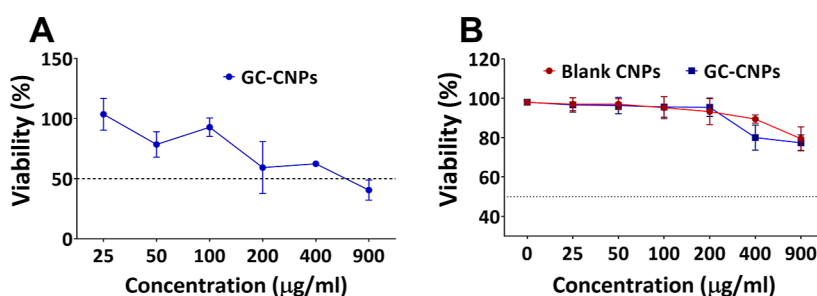 A
GC-CNPs
Viability (%)
150
100
50
0
25 50 100 200 400 900
Concentration (μg/ml)
B
Blank CNPs GC-CNPs
Viability (%)
120
100
80
60
40
0 25 50 100 200 400 900
Concentration (μg/ml)